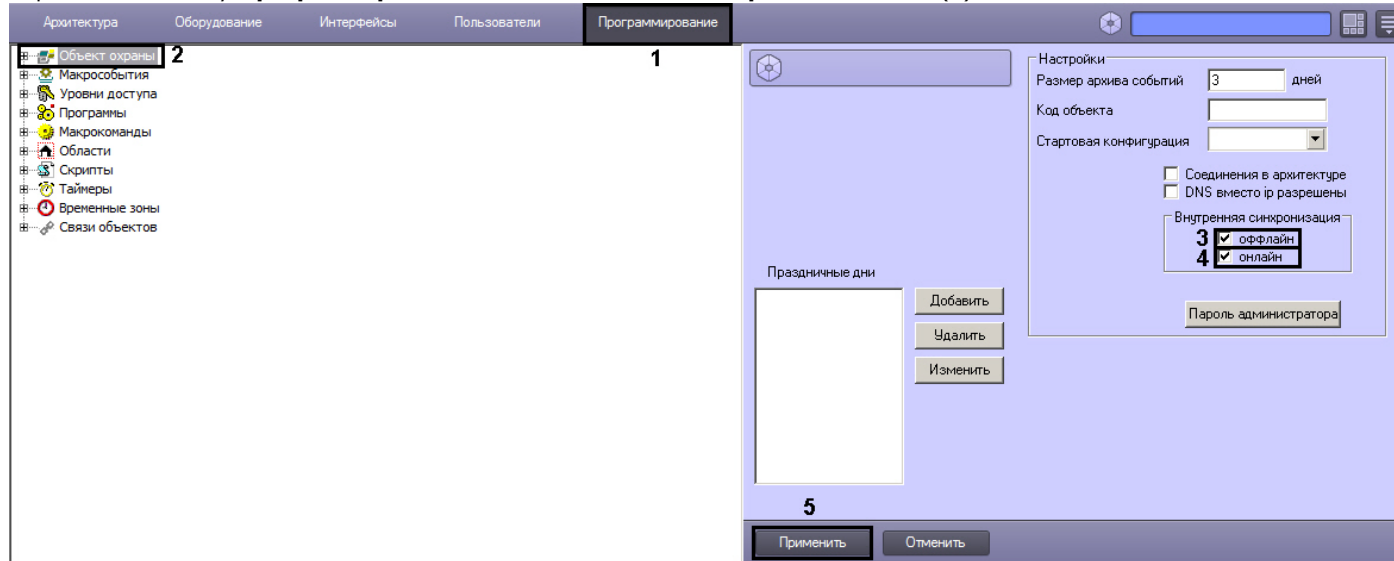 Архитектура Оборудование Интерфейсы Пользователи Программирование
1
Объект охраны 2
Макрособытия
Уровни доступа
Программы
Макрокоманды
Области
Скрипты
Таймеры
Временные зоны
Связи объектов
Настройки
Размер архива событий 3 дней
Код объекта
Стартовая конфигурация
Соединения в архитектуре
DNS вместо ip разрешены
Внутренняя синхронизация
3 оффлайн
4 онлайн
Пароль администратора
Праздничные дни
Добавить
Удалить
Изменить
5
Применить Отменить